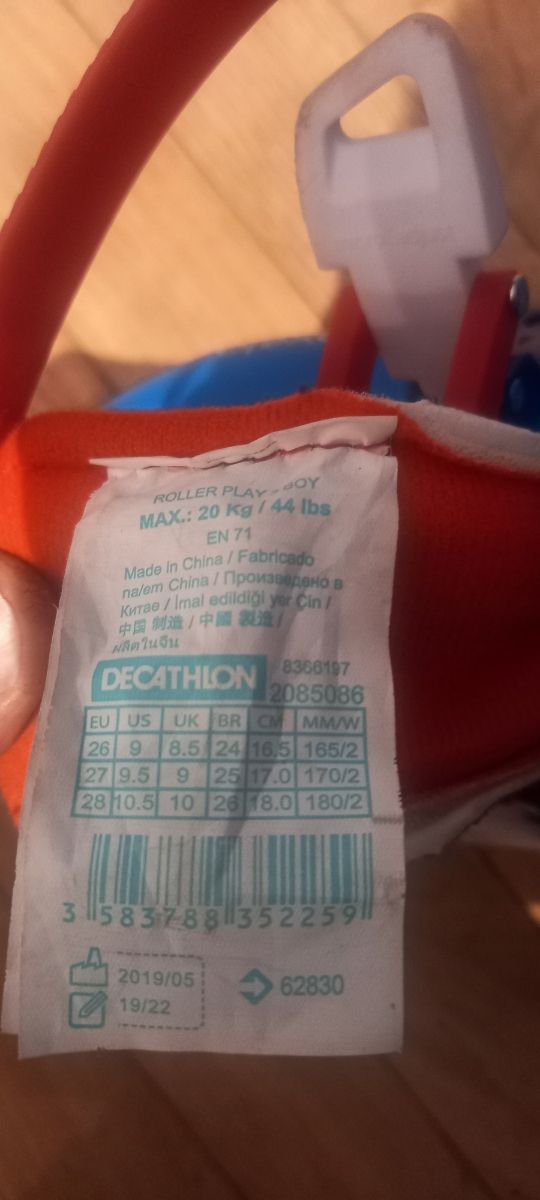 ROLLER PLAY - BOY
MAX.: 20 Kg / 44 lbs
EN 71
Made in China / Fabricado
na/em China / Произведено в
Китае / İmal edildiği yer Çin /
中国 制造 / 中國 製造 /
ผลิตในจีน
DECATHLON 8366197
2085086
EU US UK BR CM MM/W
26 9 8.5 24 16.5 165/2
27 9.5 9 25 17.0 170/2
28 10.5 10 26 18.0 180/2
3 583788 352259
2019/05
19/22
62830